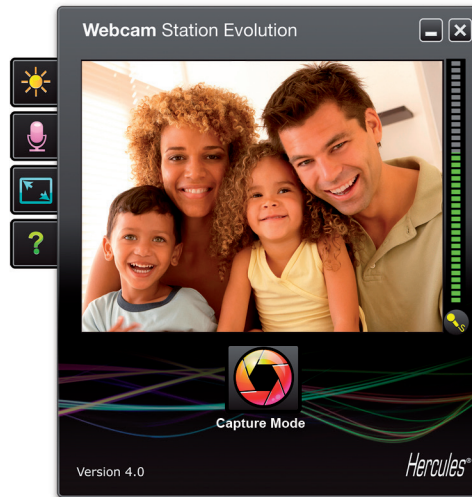 Webcam Station Evolution
?
Capture Mode
Version 4.0
Hercules®